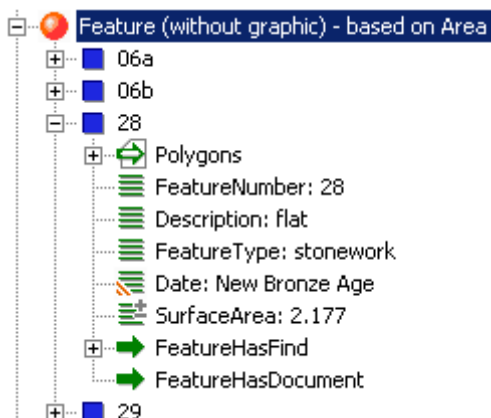 Feature (without graphic) - based on Area
06a
06b
28
Polygons
FeatureNumber: 28
Description: flat
FeatureType: stonework
Date: New Bronze Age
SurfaceArea: 2.177
FeatureHasFind
FeatureHasDocument
29